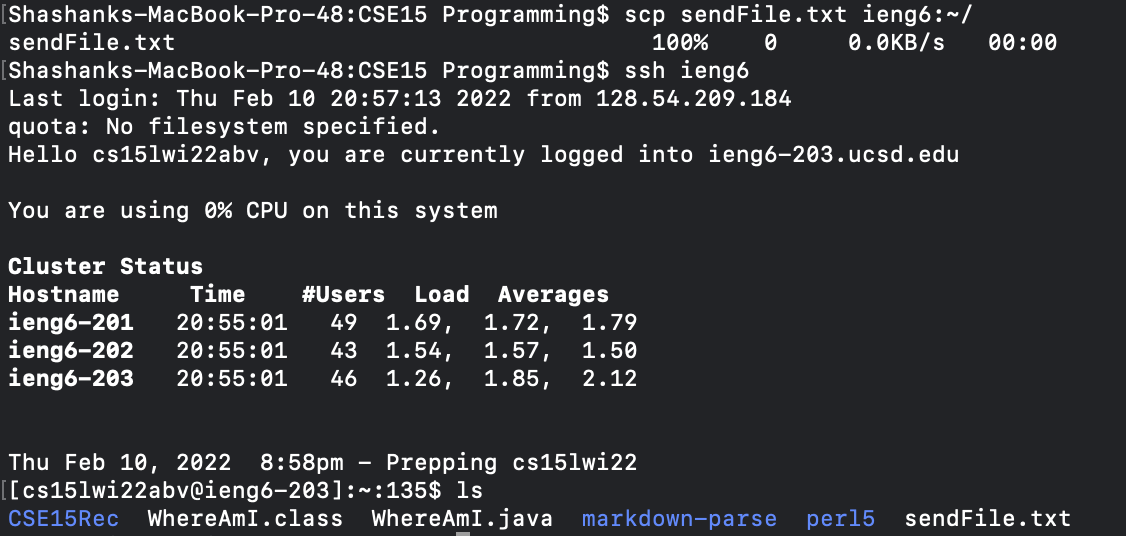 [Shashanks-MacBook-Pro-48:CSE15 Programming$ scp sendFile.txt ieng6:~/
sendFile.txt                                  100%    0     0.0KB/s   00:00
[Shashanks-MacBook-Pro-48:CSE15 Programming$ ssh ieng6
Last login: Thu Feb 10 20:57:13 2022 from 128.54.209.184
quota: No filesystem specified.
Hello cs15lwi22abv, you are currently logged into ieng6-203.ucsd.edu
You are using 0% CPU on this system
Cluster Status
Hostname     Time    #Users  Load  Averages
ieng6-201   20:55:01   49  1.69,  1.72,  1.79
ieng6-202   20:55:01   43  1.54,  1.57,  1.50
ieng6-203   20:55:01   46  1.26,  1.85,  2.12
Thu Feb 10, 2022  8:58pm - Prepping cs15lwi22
[[cs15lwi22abv@ieng6-203]:~:135$ ls
CSE15Rec  WhereAmI.class  WhereAmI.java  markdown-parse  perl5  sendFile.txt